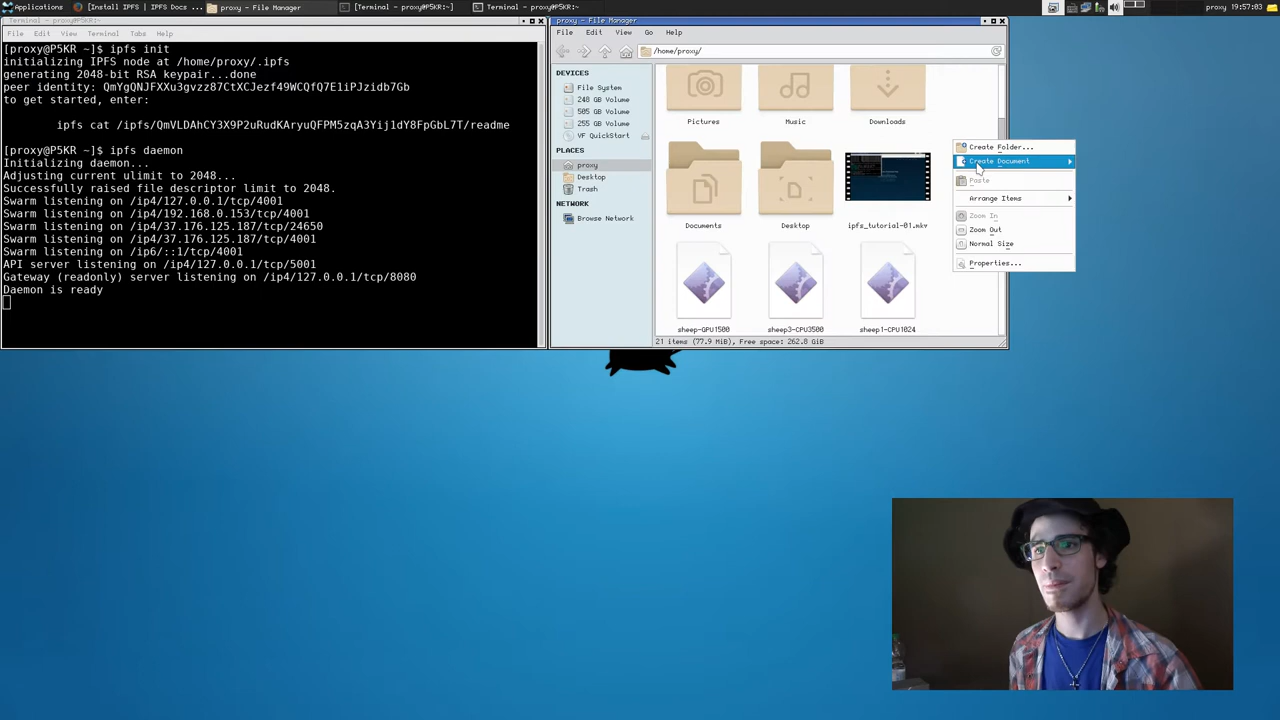 Applications
[Install IPFS | IPFS Docs ...
proxy - File Manager
[Terminal - proxy@P5KR:~]
Terminal - proxy@P5KR:~
proxy
19:57:03
Terminal - proxy@P5KR:~
File Edit View Terminal Tabs Help
[proxy@P5KR ~]$ ipfs init
initializing IPFS node at /home/proxy/.ipfs
generating 2048-bit RSA keypair...done
peer identity: QmYgQNJFXXu3gvzz87CtXCJezf49WCQfQ7E1iPJzidb7Gb
to get started, enter:
ipfs cat /ipfs/QmVLDAhCY3X9P2uRudKAryuQFPM5zqA3Yij1dY8FpGbL7T/readme
[proxy@P5KR ~]$ ipfs daemon
Initializing daemon...
Adjusting current ulimit to 2048...
Successfully raised file descriptor limit to 2048.
Swarm listening on /ip4/127.0.0.1/tcp/4001
Swarm listening on /ip4/192.168.0.153/tcp/4001
Swarm listening on /ip4/37.176.125.187/tcp/24650
Swarm listening on /ip4/37.176.125.187/tcp/4001
Swarm listening on /ip6/::1/tcp/4001
API server listening on /ip4/127.0.0.1/tcp/5001
Gateway (readonly) server listening on /ip4/127.0.0.1/tcp/8080
Daemon is ready
proxy - File Manager
File Edit View Go Help
/home/proxy/
DEVICES
File System
248 GB Volume
505 GB Volume
255 GB Volume
VF QuickStart
PLACES
proxy
Desktop
Trash
NETWORK
Browse Network
Pictures
Music
Downloads
Documents
Desktop
ipfs_tutorial-01.mkv
sheep-GPU1500
sheep3-CPU3500
sheep1-CPU1024
21 items (77.9 MiB), Free space: 262.8 GiB
Create Folder...
Create Document
Paste
Arrange Items
Zoom In
Zoom Out
Normal Size
Properties...